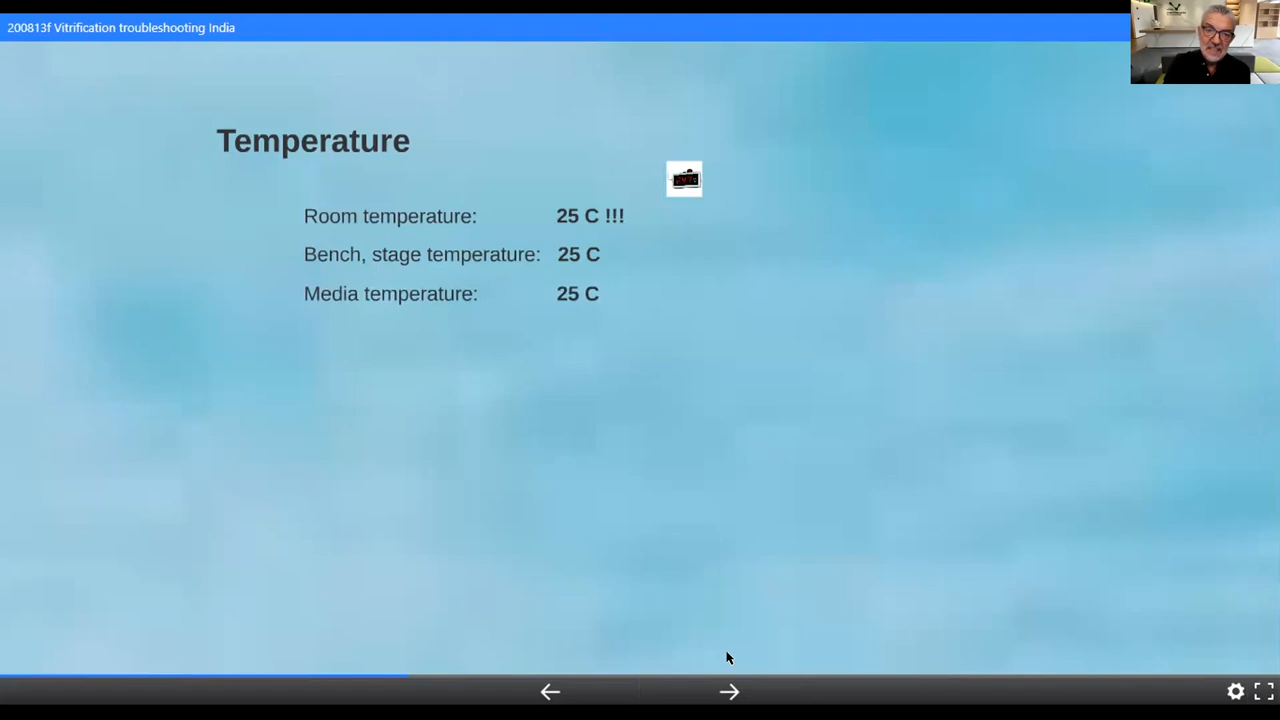 200813f Vitrification troubleshooting India
Temperature
Room temperature: 25 C !!!
Bench, stage temperature: 25 C
Media temperature: 25 C